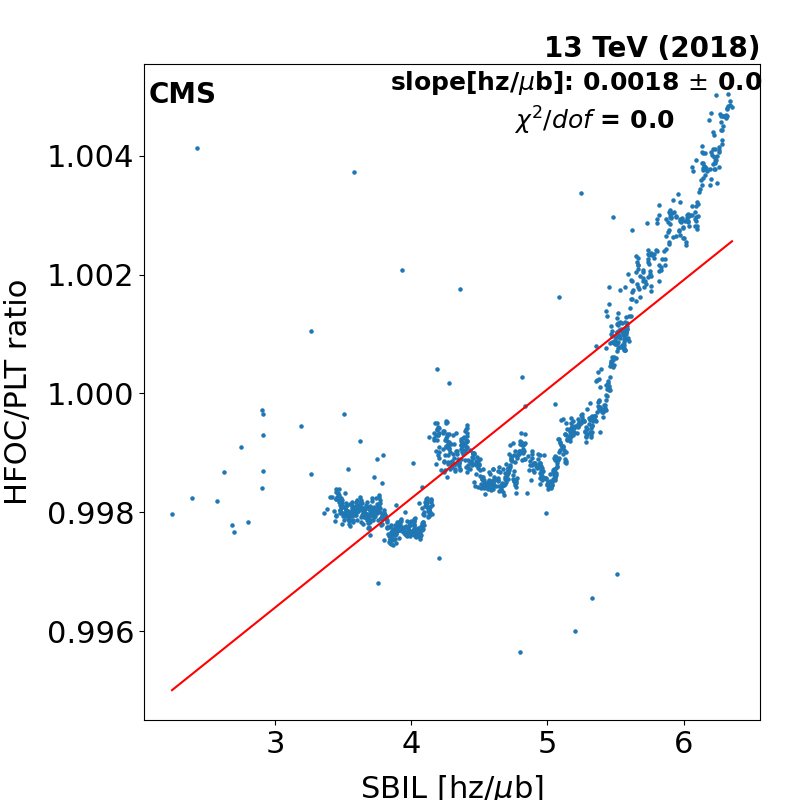 13 TeV (2018)
slope[hz/μb]: 0.0018 ± 0.0
CMS
χ²/dof = 0.0
1.004
1.002
1.000
0.998
0.996
HFOC/PLT ratio
3 4 5 6
SBIL [hz/μb]